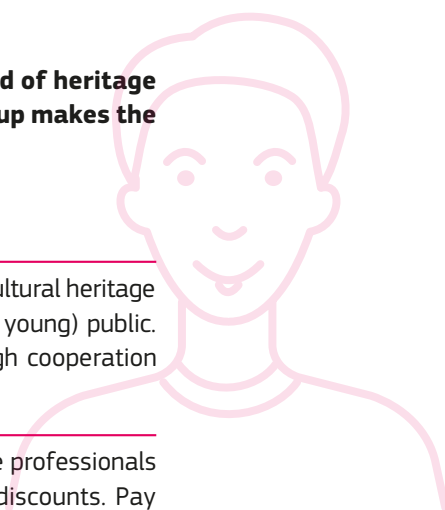 d of heritage
up makes the
ultural heritage
young) public.
gh cooperation
e professionals
discounts. Pay